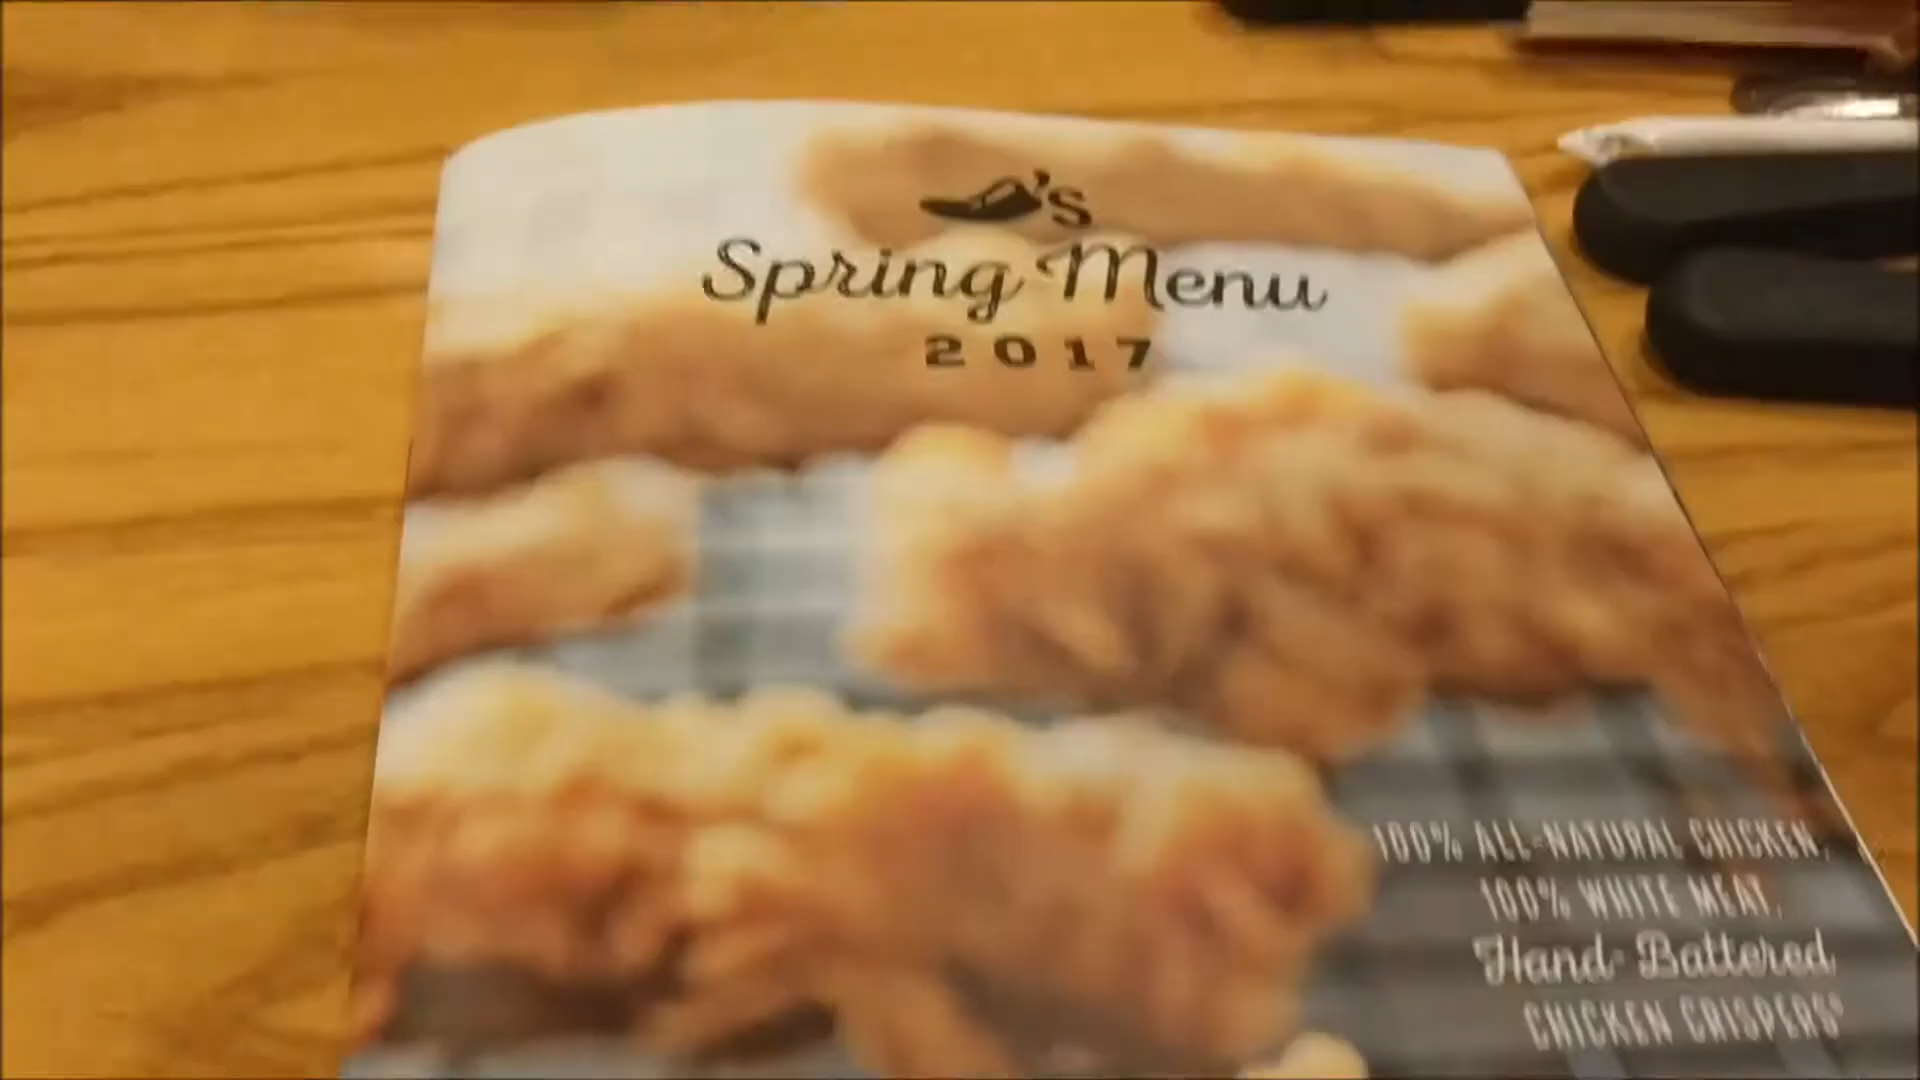 's
Spring Menu
2017
100% ALL-NATURAL CHICKEN,
100% WHITE MEAT,
Hand-Battered
CHICKEN CRISPERS®